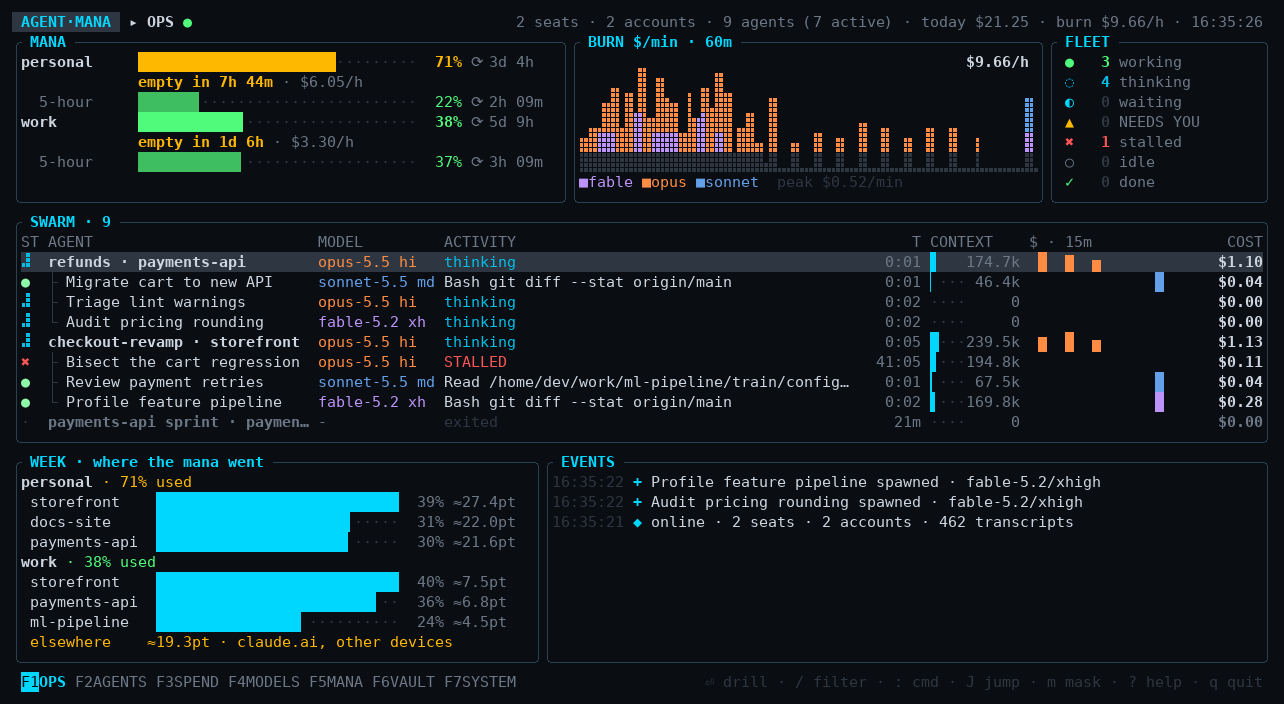 AGENT·MANA ▸ OPS ● 2 seats · 2 accounts · 9 agents (7 active) · today $21.25 · burn $9.66/h · 16:35:26
MANA
personal 71% ⟳ 3d 4h
empty in 7h 44m · $6.05/h
5-hour 22% ⟳ 2h 09m
work 38% ⟳ 5d 9h
empty in 1d 6h · $3.30/h
5-hour 37% ⟳ 3h 09m
BURN $/min · 60m
$9.66/h
■fable ■opus ■sonnet peak $0.52/min
FLEET
● 3 working
◌ 4 thinking
◐ 0 waiting
▲ 0 NEEDS YOU
✖ 1 stalled
○ 0 idle
✓ 0 done
SWARM · 9
ST AGENT MODEL ACTIVITY T CONTEXT $ · 15m COST
refunds · payments-api opus-5.5 hi thinking 0:01 174.7k $1.10
● Migrate cart to new API sonnet-5.5 md Bash git diff --stat origin/main 0:01 46.4k $0.04
Triage lint warnings opus-5.5 hi thinking 0:02 0 $0.00
Audit pricing rounding fable-5.2 xh thinking 0:02 0 $0.00
checkout-revamp · storefront opus-5.5 hi thinking 0:05 239.5k $1.13
✖ Bisect the cart regression opus-5.5 hi STALLED 41:05 194.8k $0.11
● Review payment retries sonnet-5.5 md Read /home/dev/work/ml-pipeline/train/config… 0:01 67.5k $0.04
● Profile feature pipeline fable-5.2 xh Bash git diff --stat origin/main 0:02 169.8k $0.28
· payments-api sprint · paymen… - exited 21m 0 $0.00
WEEK · where the mana went
personal · 71% used
storefront 39% ≈27.4pt
docs-site 31% ≈22.0pt
payments-api 30% ≈21.6pt
work · 38% used
storefront 40% ≈7.5pt
payments-api 36% ≈6.8pt
ml-pipeline 24% ≈4.5pt
elsewhere ≈19.3pt · claude.ai, other devices
EVENTS
16:35:22 + Profile feature pipeline spawned · fable-5.2/xhigh
16:35:22 + Audit pricing rounding spawned · fable-5.2/xhigh
16:35:21 ◆ online · 2 seats · 2 accounts · 462 transcripts
F1OPS F2AGENTS F3SPEND F4MODELS F5MANA F6VAULT F7SYSTEM ⏎ drill · / filter · : cmd · J jump · m mask · ? help · q quit